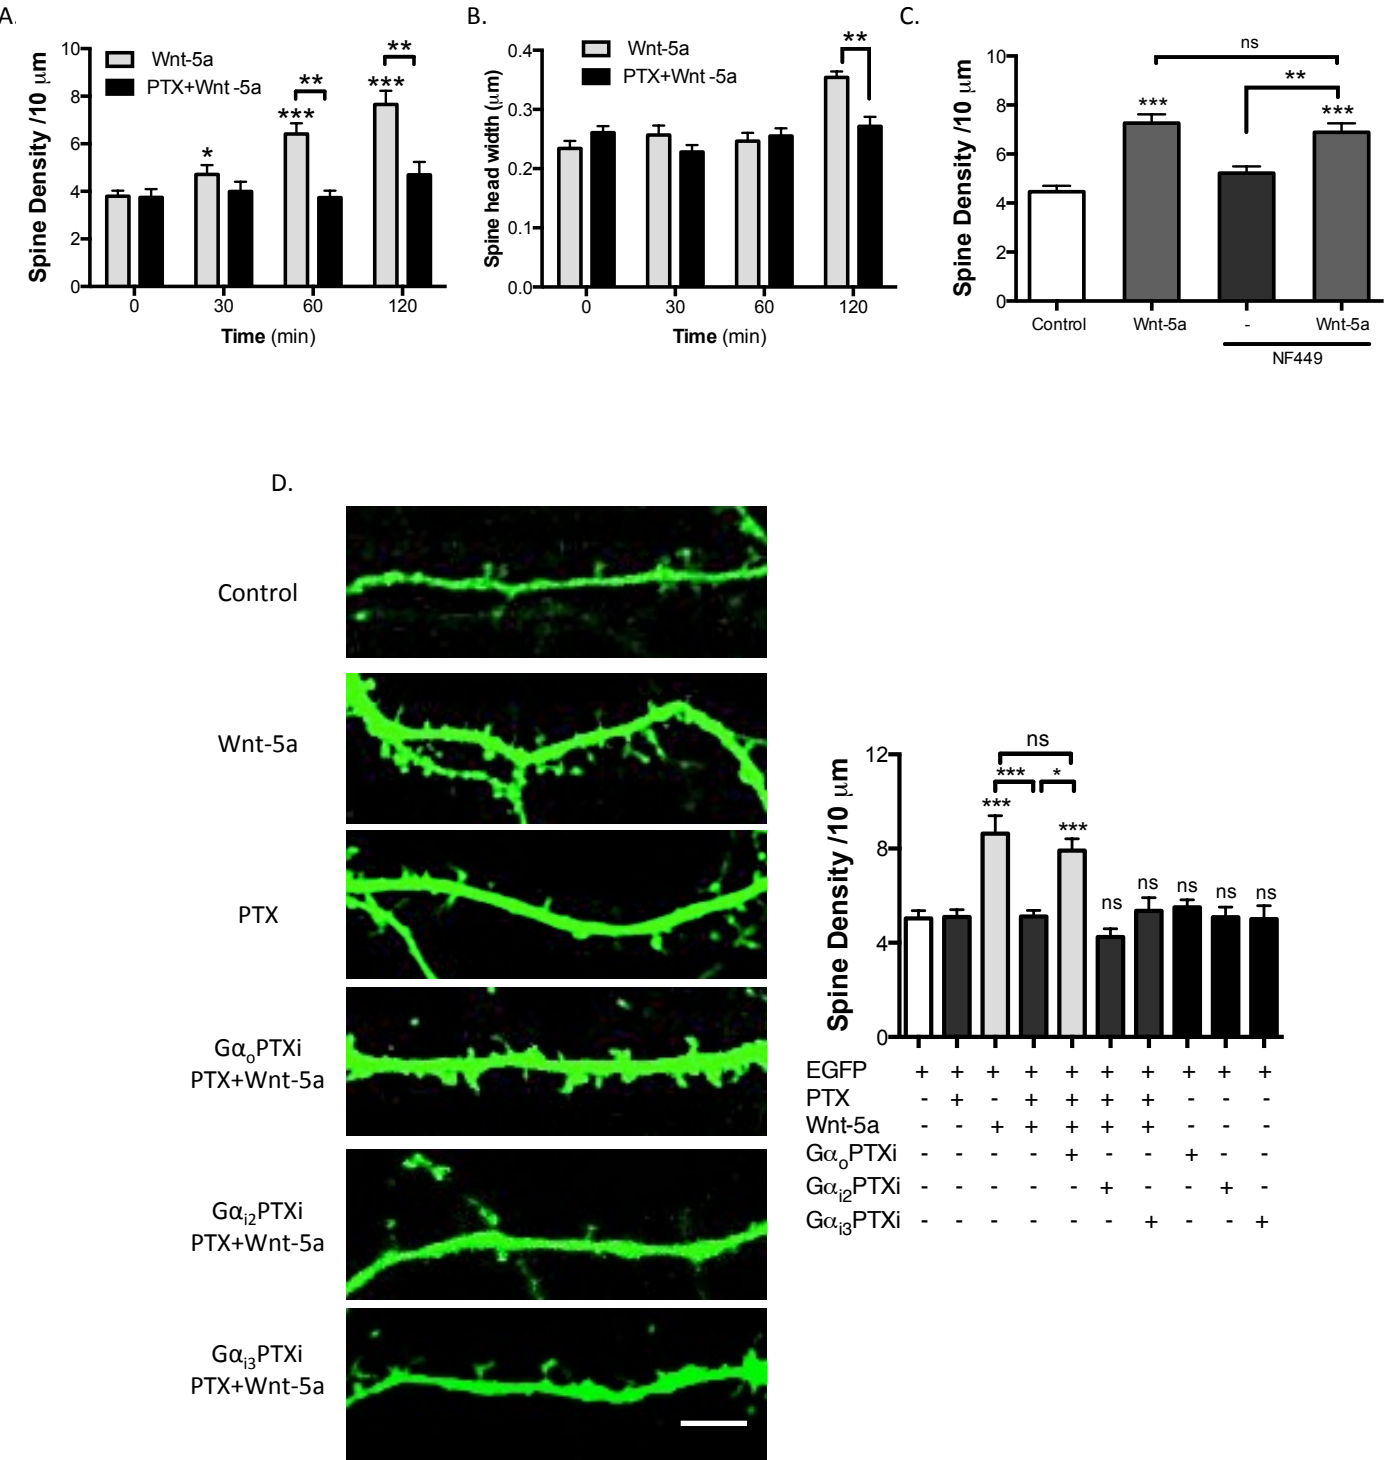 A.
Wnt-5a
PTX+Wnt -5a
Spine Density /10 μm
10
8
6
4
2
0
*
***
**
***
**
0 30 60 120
Time (min)
B.
Wnt-5a
PTX+Wnt -5a
Spine head width (μm)
0.4
0.3
0.2
0.1
0.0
**
0 30 60 120
Time (min)
C.
Spine Density /10 μm
10
8
6
4
2
0
ns
**
***
***
Control Wnt-5a - Wnt-5a
NF449
D.
Control
Wnt-5a
PTX
GαoPTXi
PTX+Wnt-5a
Gαi2PTXi
PTX+Wnt-5a
Gαi3PTXi
PTX+Wnt-5a
Spine Density /10 μm
12
8
4
0
ns
*** *
*** *** ns ns ns ns ns
EGFP + + + + + + + + + +
PTX - + - + + + + - - -
Wnt-5a - - + + + + + - - -
GαoPTXi - - - - + - - + - -
Gαi2PTXi - - - - - + - - + -
Gαi3PTXi - - - - - - + - - +